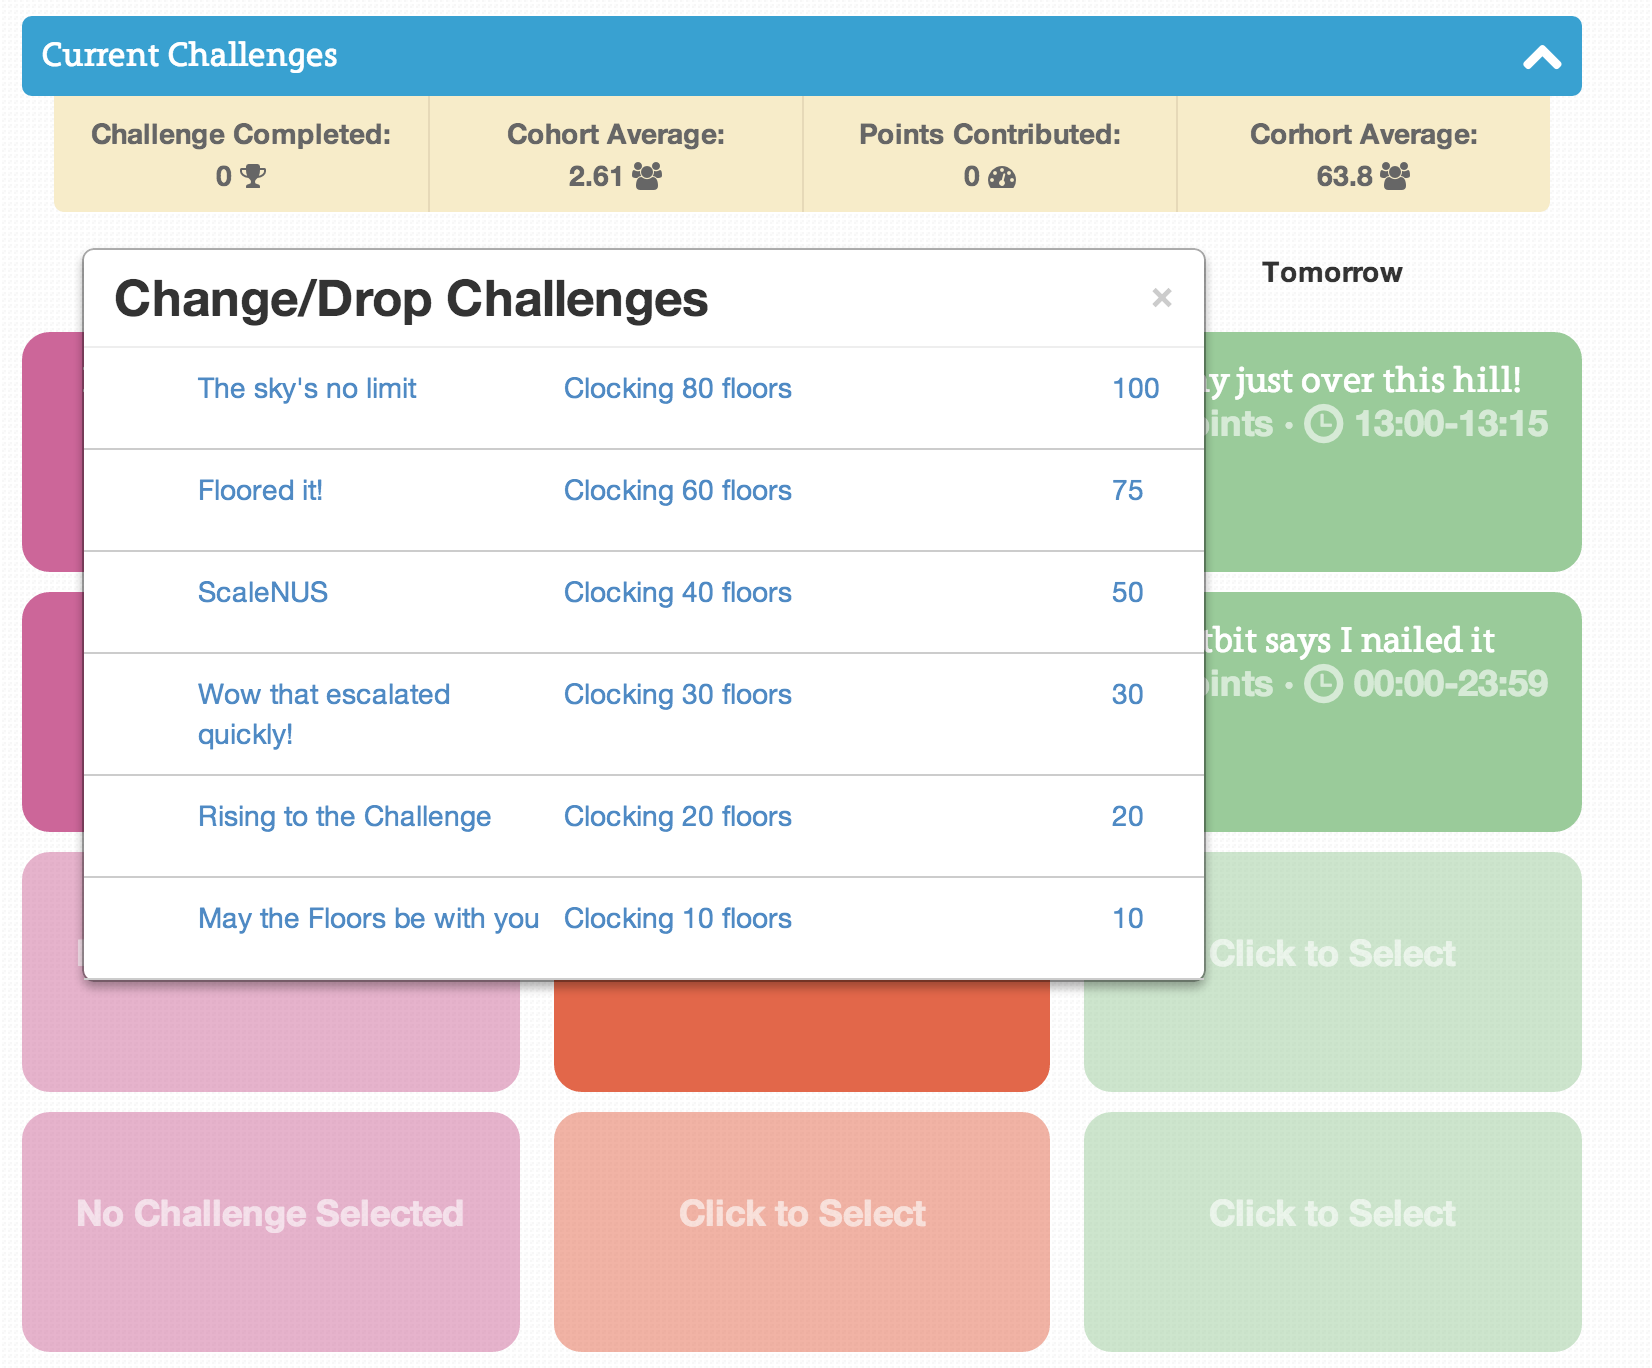 Current Challenges
Challenge Completed:
0
Cohort Average:
2.61
Points Contributed:
0
Corhort Average:
63.8
Tomorrow
Change/Drop Challenges
×
The sky's no limit Clocking 80 floors 100
Floored it! Clocking 60 floors 75
ScaleNUS Clocking 40 floors 50
Wow that escalated Clocking 30 floors 30
quickly!
Rising to the Challenge Clocking 20 floors 20
May the Floors be with you Clocking 10 floors 10
just over this hill!
· 13:00-13:15
says I nailed it
· 00:00-23:59
Click to Select
No Challenge Selected
Click to Select
Click to Select